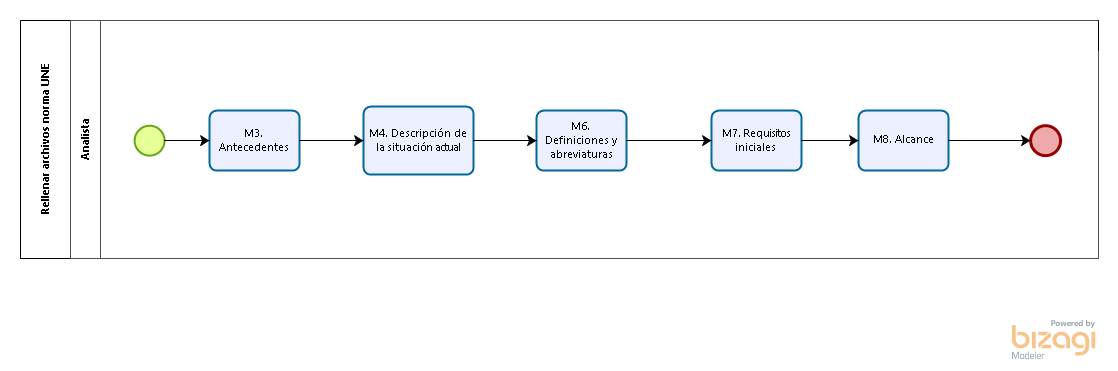 Rellenar archivos norma UNE
Analista
M3.
Antecedentes
M4. Descripción de
la situación actual
M6.
Definiciones y
abreviaturas
M7. Requisitos
iniciales
M8. Alcance
Powered by
bizagi
Modeler